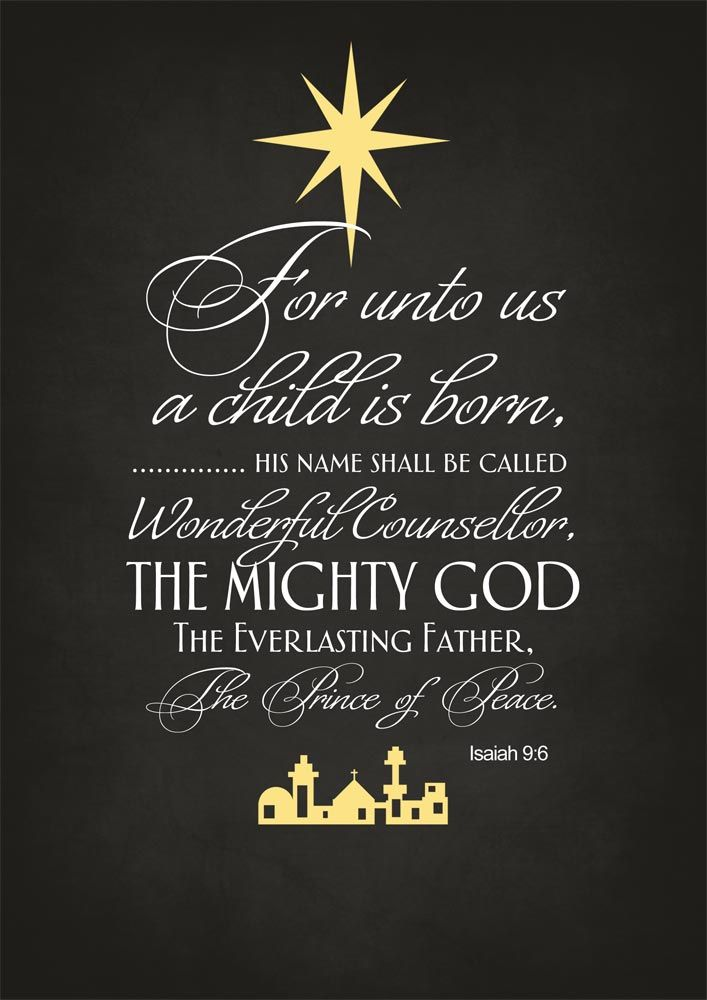 For unto us
a child is born,
.............. HIS NAME SHALL BE CALLED
Wonderful Counsellor,
THE MIGHTY GOD
THE EVERLASTING FATHER,
The Prince of Peace.
Isaiah 9:6